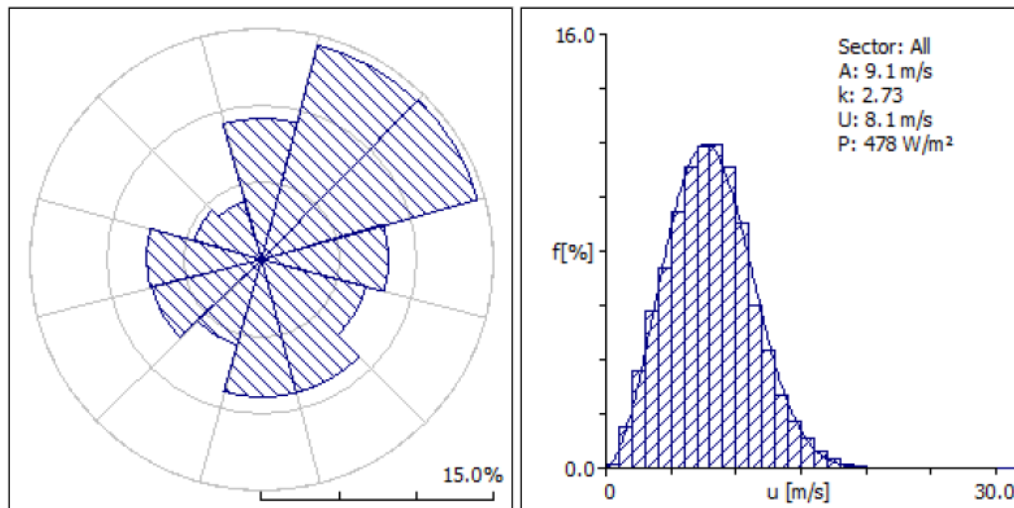 15.0%
16.0
Sector: All
A: 9.1 m/s
k: 2.73
U: 8.1 m/s
P: 478 W/m²
f[%]
0.0
0
u [m/s]
30.0